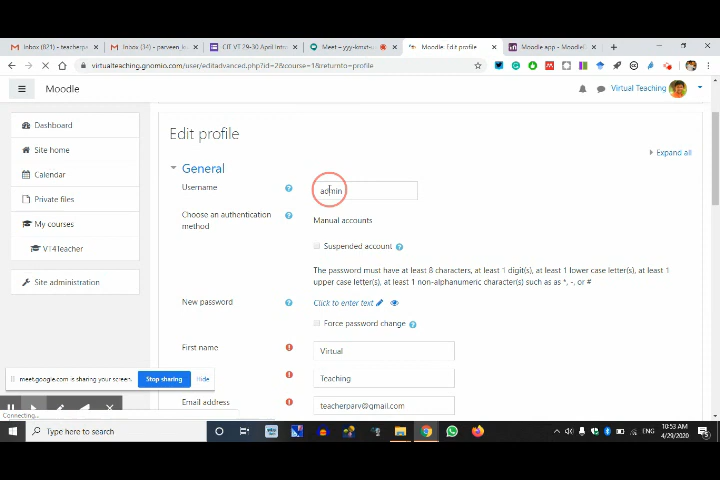 Inbox (821) - teacherp
Inbox (34) - parveen
CIT VT 29-30 April Int
Meet – yyy-kmxt-
Moodle: Edit profile
Moodle app - Moodle
virtualteaching.gnomio.com/user/editadvanced.php?id=2&course=1&returnto=profile
Moodle
Virtual Teaching
Dashboard
Site home
Calendar
Private files
My courses
V14Teacher
Site administration
Edit profile
Expand all
General
Username
admin
Choose an authentication
method
Manual accounts
Suspended account
The password must have at least 8 characters, at least 1 digit(s), at least 1 lower case letter(s), at least 1
upper case letter(s), at least 1 non-alphanumeric character(s) such as as *, -, or #
New password
Click to enter text
Force password change
First name
Virtual
Teaching
Email address
teacherparv@gmail.com
meet.google.com is sharing your screen.
Stop sharing
Hide
Connecting...
Type here to search
ENG
10:53 AM
4/29/2020
5